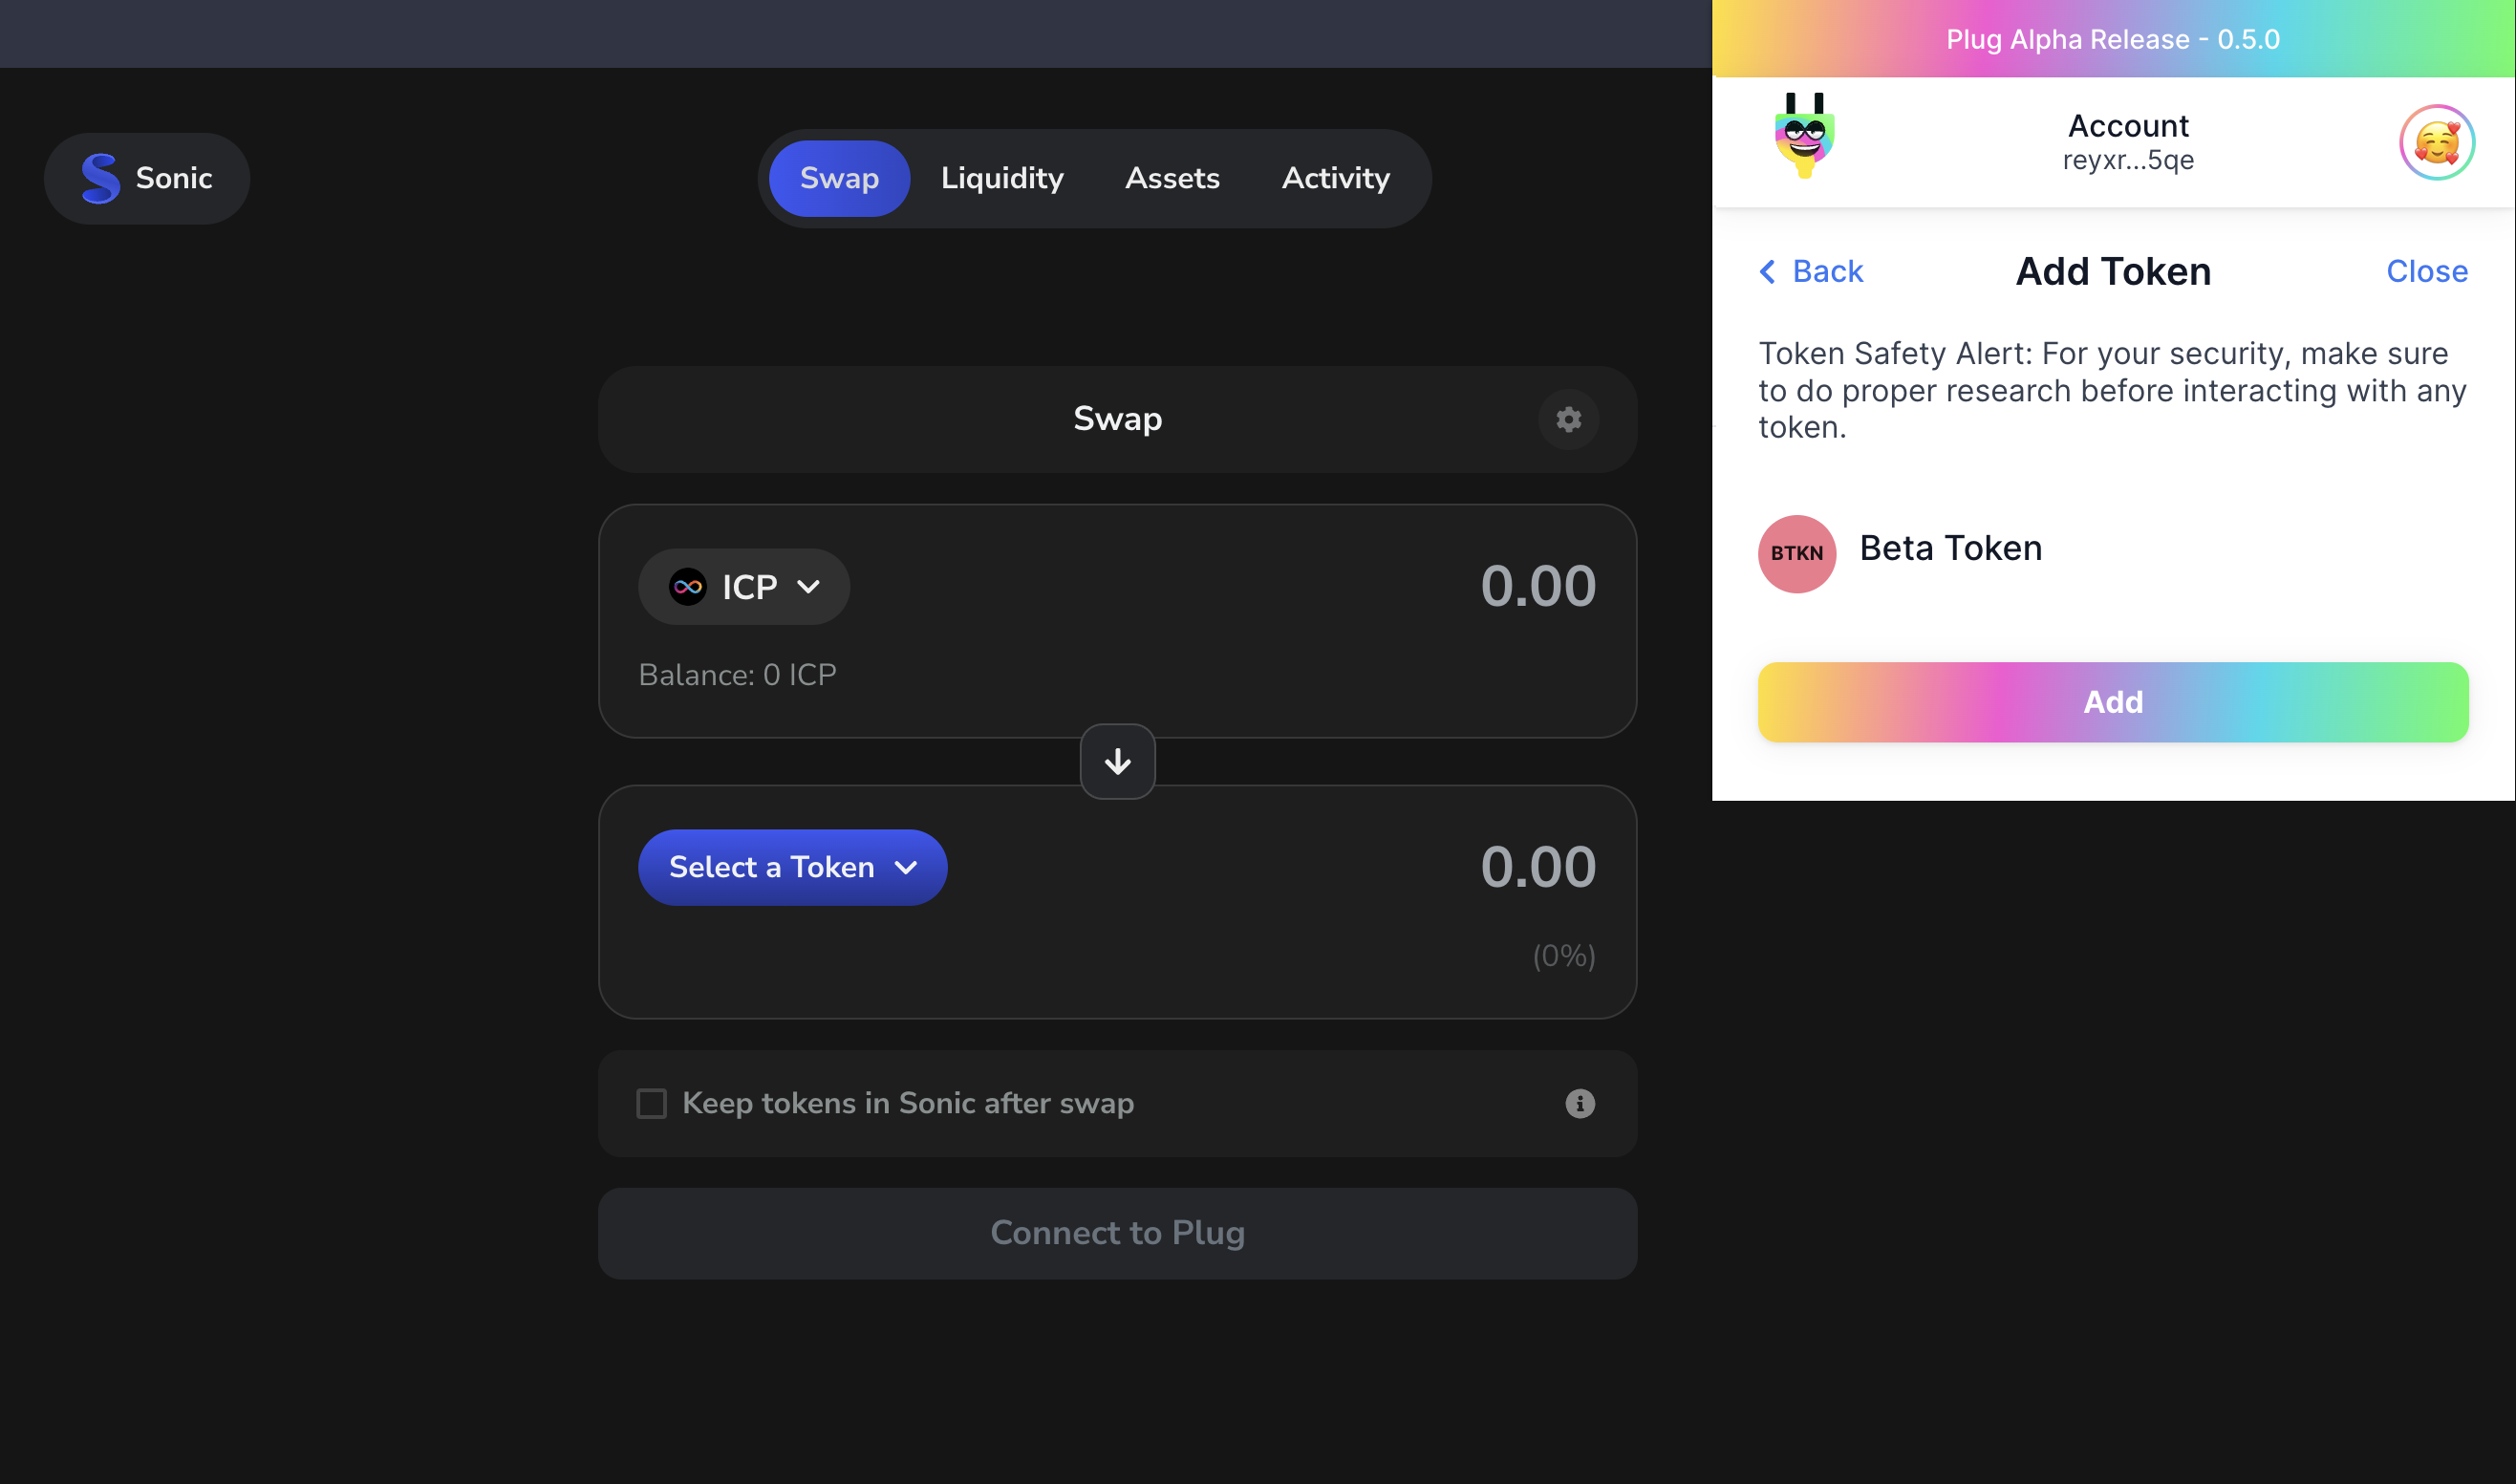 Plug Alpha Release - 0.5.0
Account
reyxr...5qe
Sonic
Swap
Liquidity
Assets
Activity
Back
Add Token
Close
Token Safety Alert: For your security, make sure
to do proper research before interacting with any
token.
BTKN
Beta Token
Add
Swap
ICP
0.00
Balance: 0 ICP
Select a Token
0.00
(0%)
Keep tokens in Sonic after swap
Connect to Plug